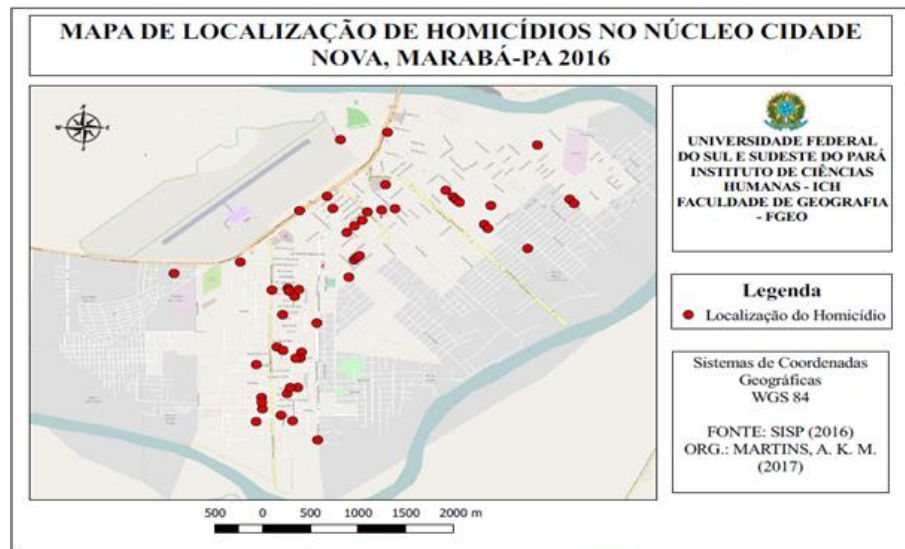 MAPA DE LOCALIZAÇÃO DE HOMICÍDIOS NO NÚCLEO CIDADE
NOVA, MARABÁ-PA 2016
UNIVERSIDADE FEDERAL
DO SUL E SUDESTE DO PARÁ
INSTITUTO DE CIÊNCIAS
HUMANAS - ICH
FACULDADE DE GEOGRAFIA
- FGEO
Legenda
Localização do Homicídio
Sistemas de Coordenadas
Geográficas
WGS 84
FONTE: SISP (2016)
ORG.: MARTINS, A. K. M.
(2017)
500 0 500 1000 1500 2000 m